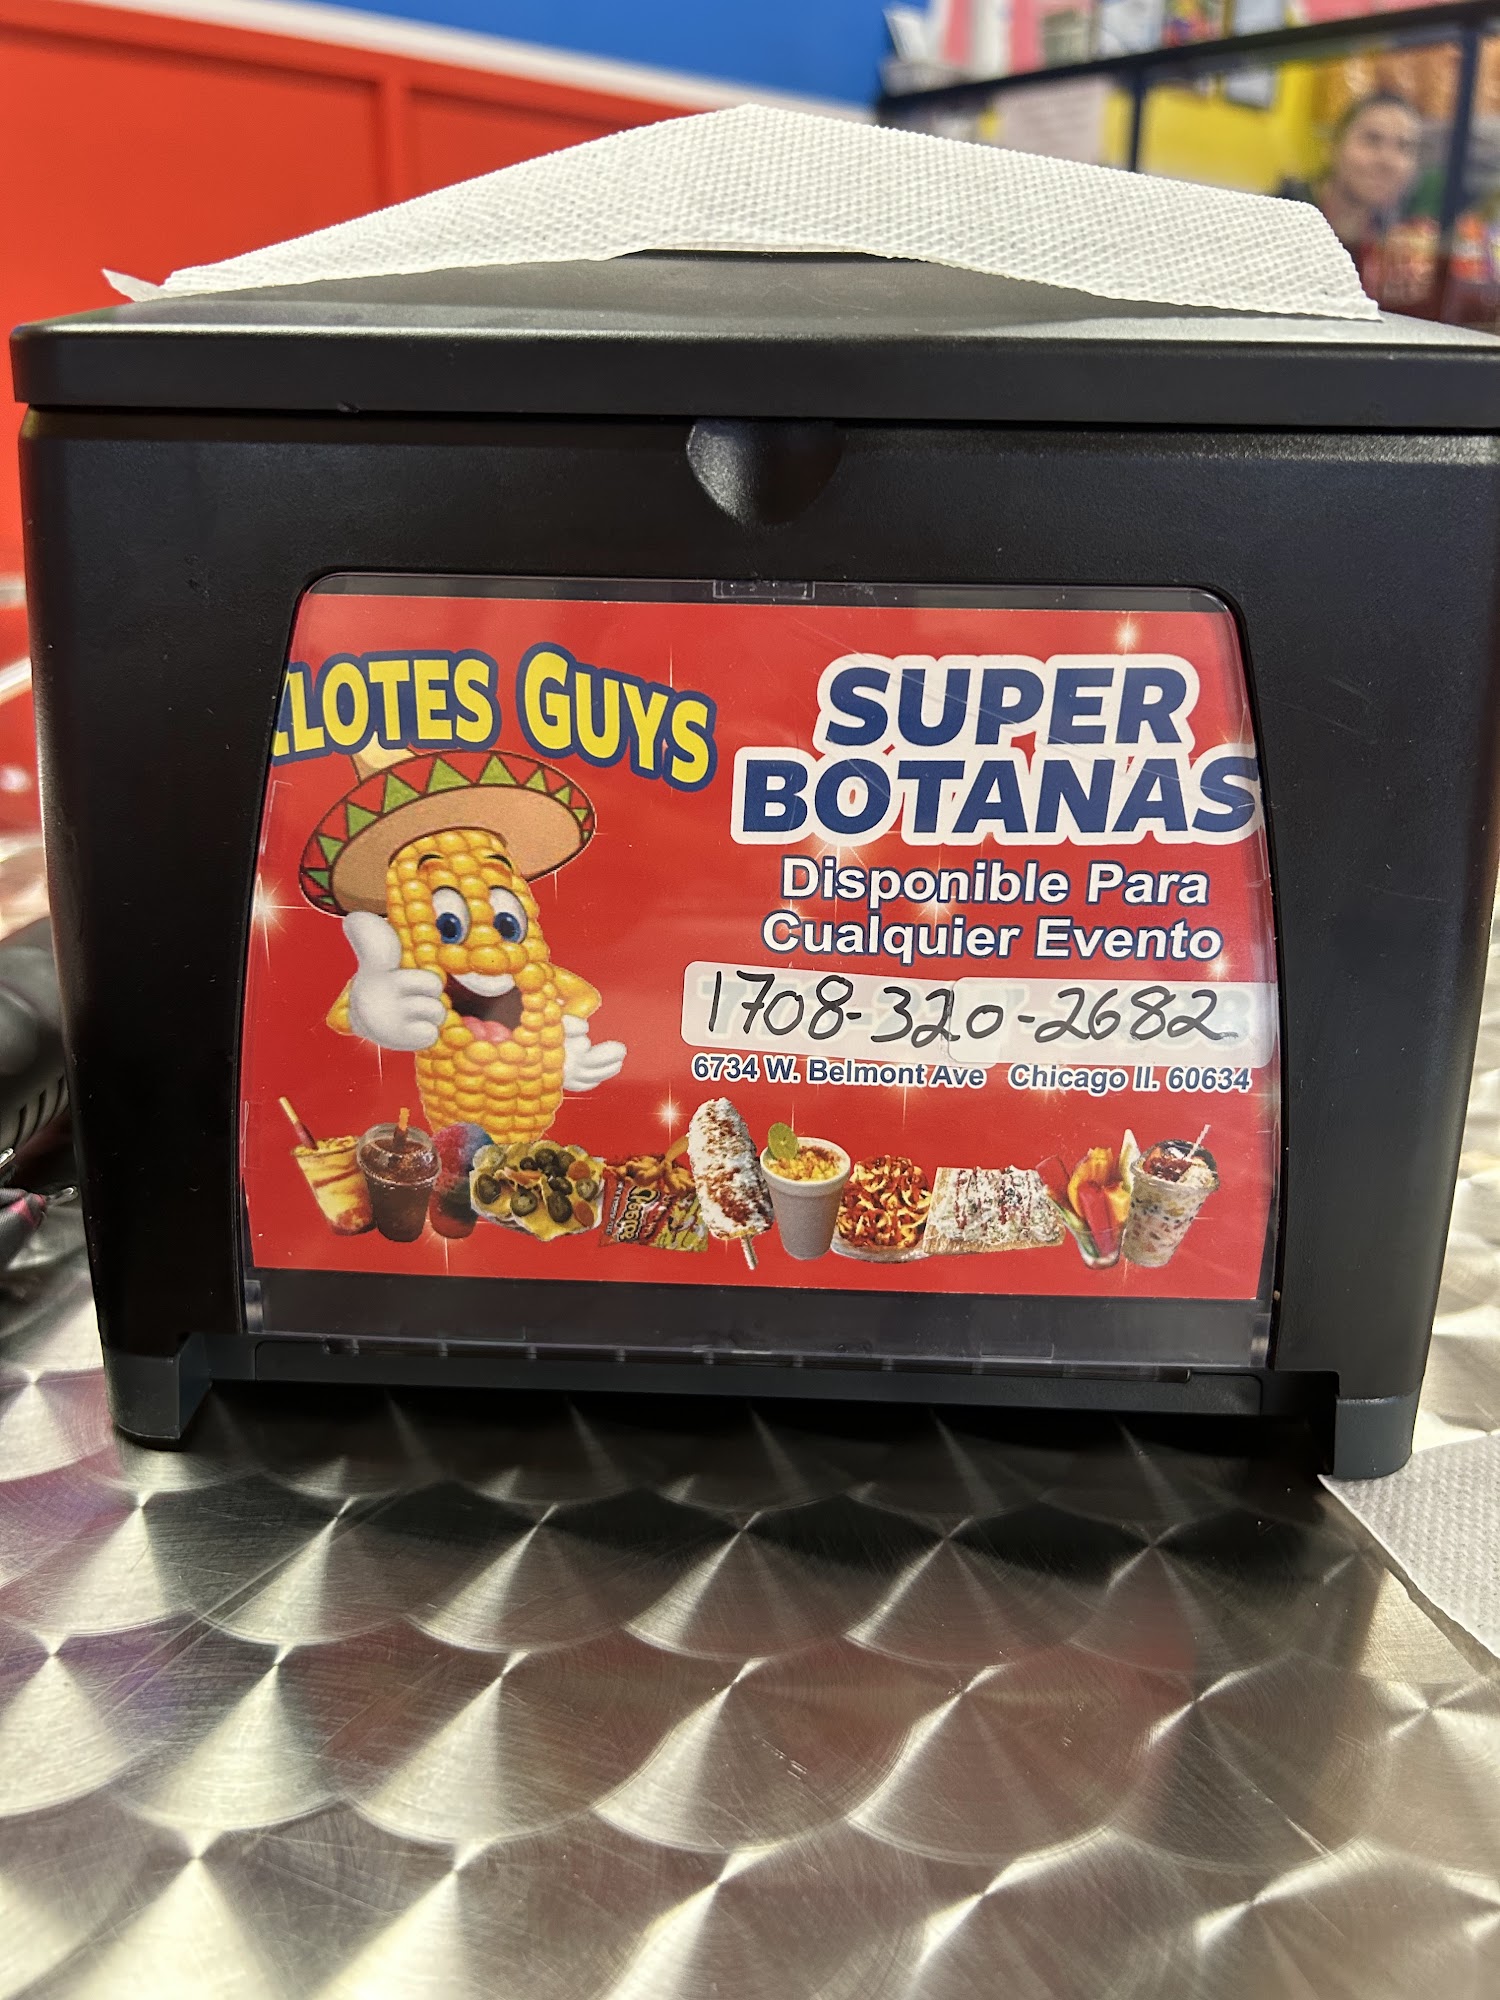 ELOTES GUYS
SUPER
BOTANAS
Disponible Para
Cualquier Evento
1708-320-2682
6734 W. Belmont Ave Chicago Il. 60634